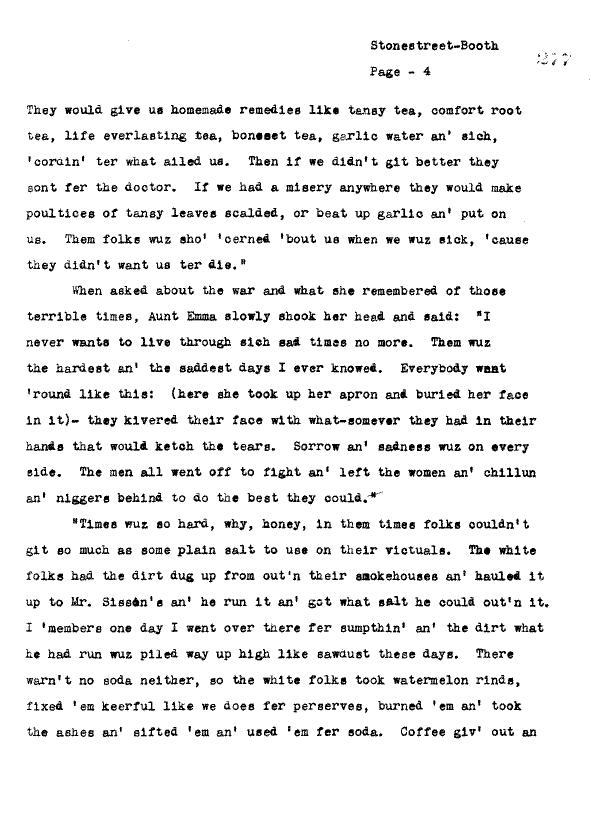 Stonestreet-Booth
277
Page - 4
They would give us homemade remedies like tansy tea, comfort root
tea, life everlasting tea, boneset tea, garlic water an' sich,
'cordin' ter what ailed us.  Then if we didn't git better they
sont fer the doctor.  If we had a misery anywhere they would make
poultices of tansy leaves scalded, or beat up garlic an' put on
us.  Them folks wuz sho' 'cerned 'bout us when we wuz sick, 'cause
they didn't want us ter die."
When asked about the war and what she remembered of those
terrible times, Aunt Emma slowly shook her head and said:  "I
never wants to live through sich sad times no more.  Them wuz
the hardest an' the saddest days I ever knowed.  Everybody went
'round like this:  (here she took up her apron and buried her face
in it)- they kivered their face with what-somever they had in their
hands that would ketch the tears.  Sorrow an' sadness wuz on every
side.  The men all went off to fight an' left the women an' chillun
an' niggers behind to do the best they could."
"Times wuz so hard, why, honey, in them times folks couldn't
git so much as some plain salt to use on their victuals.  The white
folks had the dirt dug up from out'n their smokehouses an' hauled it
up to Mr. Sisson's an' he run it an' got what salt he could out'n it.
I 'members one day I went over there fer sumpthin' an' the dirt what
he had run wuz piled way up high like sawdust these days.  There
warn't no soda neither, so the white folks took watermelon rinds,
fixed 'em keerful like we does fer perserves, burned 'em an' took
the ashes an' sifted 'em an' used 'em fer soda.  Coffee giv' out an